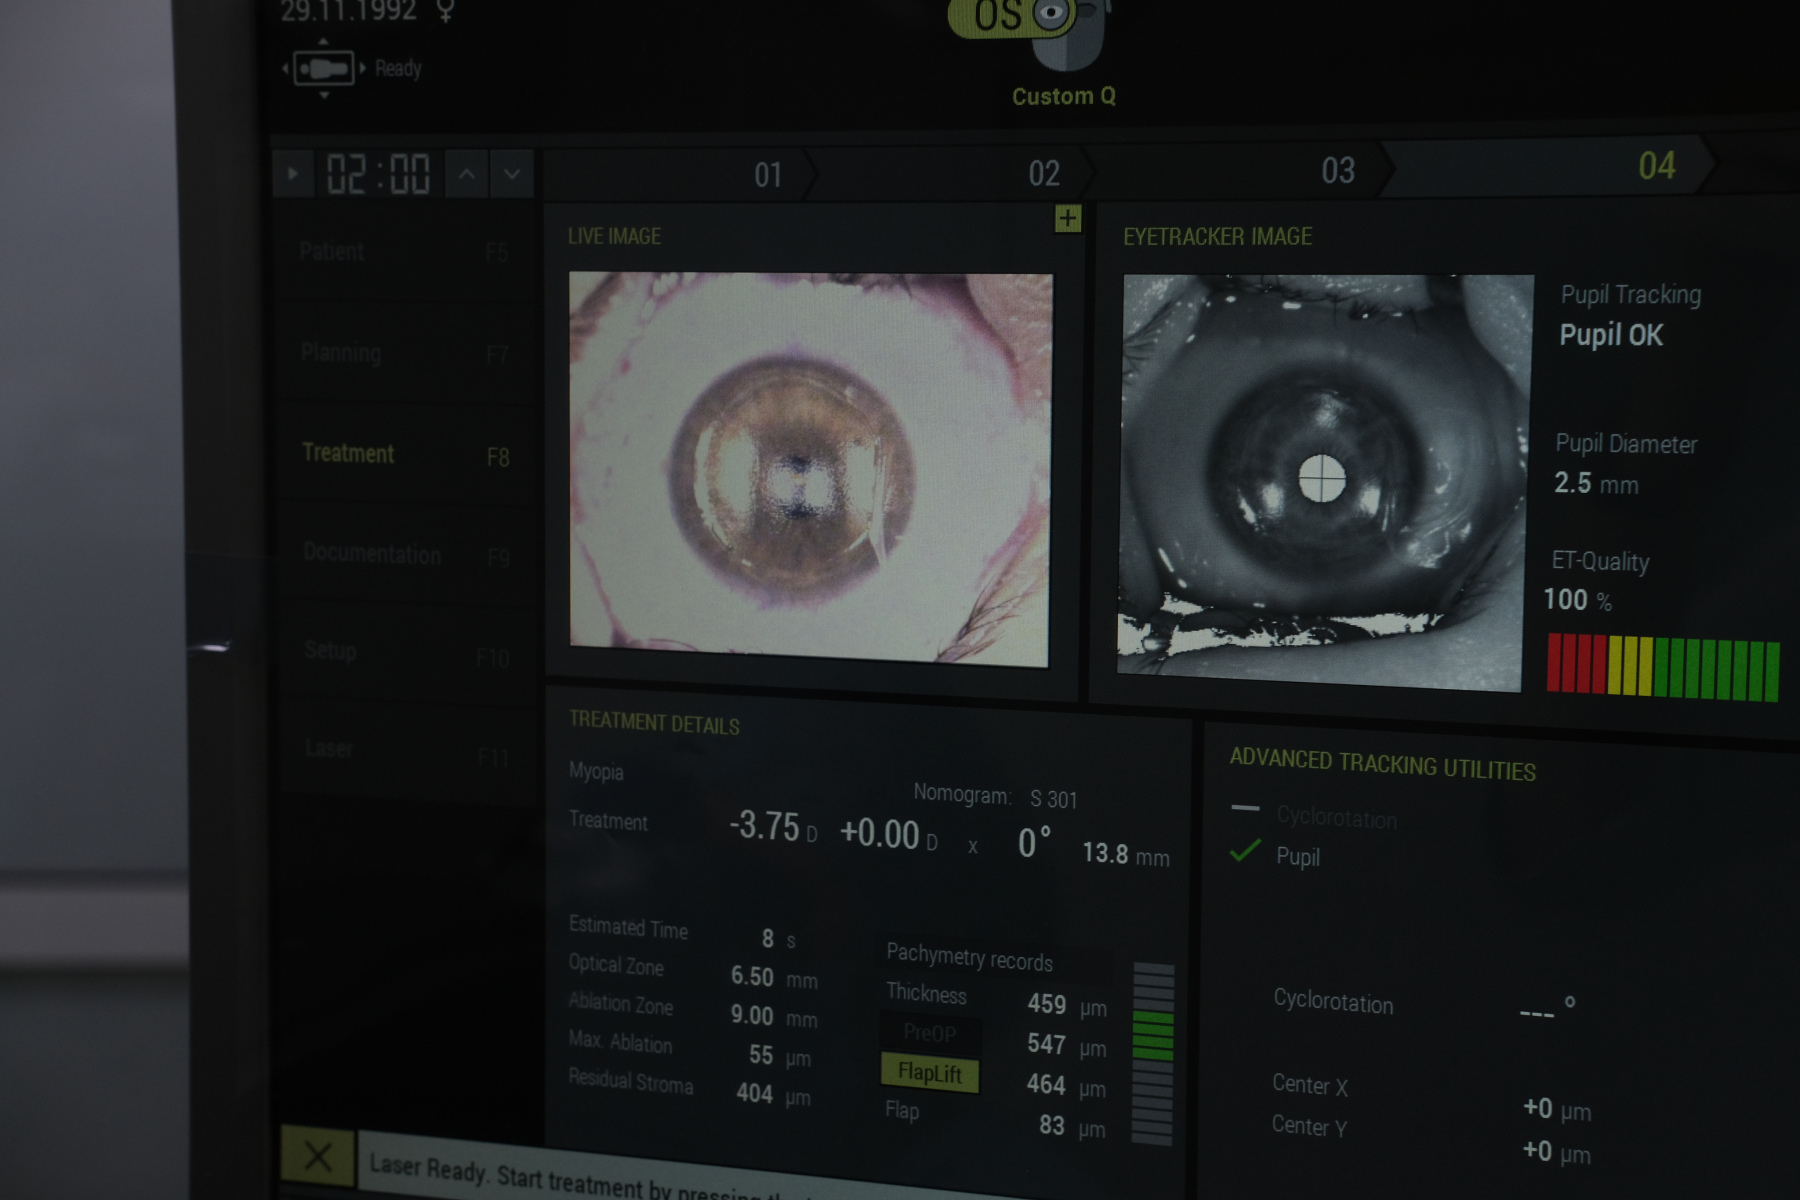 29.11.1992 ♀
OS
Ready
Custom Q
02:00
01
02
03
04
Patient F5
Planning F7
Treatment F8
Documentation F9
Setup F10
Laser F11
LIVE IMAGE
+
EYETRACKER IMAGE
Pupil Tracking
Pupil OK
Pupil Diameter
2.5 mm
ET-Quality
100 %
TREATMENT DETAILS
Myopia
Nomogram: S 301
Treatment -3.75 D +0.00 D x 0° 13.8 mm
Estimated Time 8 s
Optical Zone 6.50 mm
Ablation Zone 9.00 mm
Max. Ablation 55 µm
Residual Stroma 404 µm
Pachymetry records
Thickness 459 µm
PreOP 547 µm
FlapLift 464 µm
Flap 83 µm
ADVANCED TRACKING UTILITIES
Cyclorotation
Pupil
Cyclorotation ---°
Center X +0 µm
Center Y +0 µm
Laser Ready. Start treatment by pressing